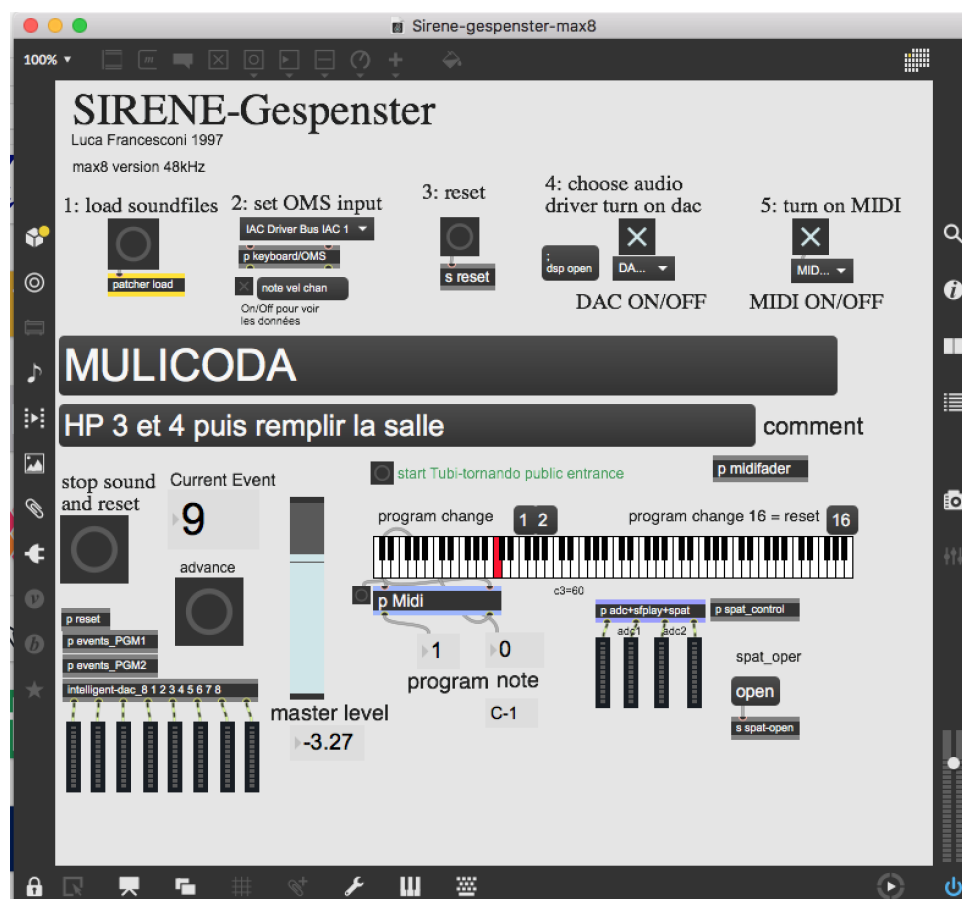 Sirene-gespenster-max8
100%
SIRENE-Gespenster
Luca Francesconi 1997
max8 version 48kHz
1: load soundfiles
patcher load
2: set OMS input
IAC Driver Bus IAC 1
p keyboard/OMS
note vel chan
On/Off pour voir
les données
3: reset
s reset
4: choose audio
driver turn on dac
;
dsp open
DA...
DAC ON/OFF
5: turn on MIDI
MID...
MIDI ON/OFF
MULICODA
HP 3 et 4 puis remplir la salle
comment
start Tubi-tornando public entrance
p midifader
stop sound
and reset
Current Event
9
advance
program change
1 2
program change 16 = reset
16
c3=60
p Midi
1
0
program note
C-1
p reset
p events_PGM1
p events_PGM2
intelligent-dac_8 1 2 3 4 5 6 7 8
master level
-3.27
p adc+sfplay+spat
p spat_control
adc1
adc2
spat_oper
open
s spat-open